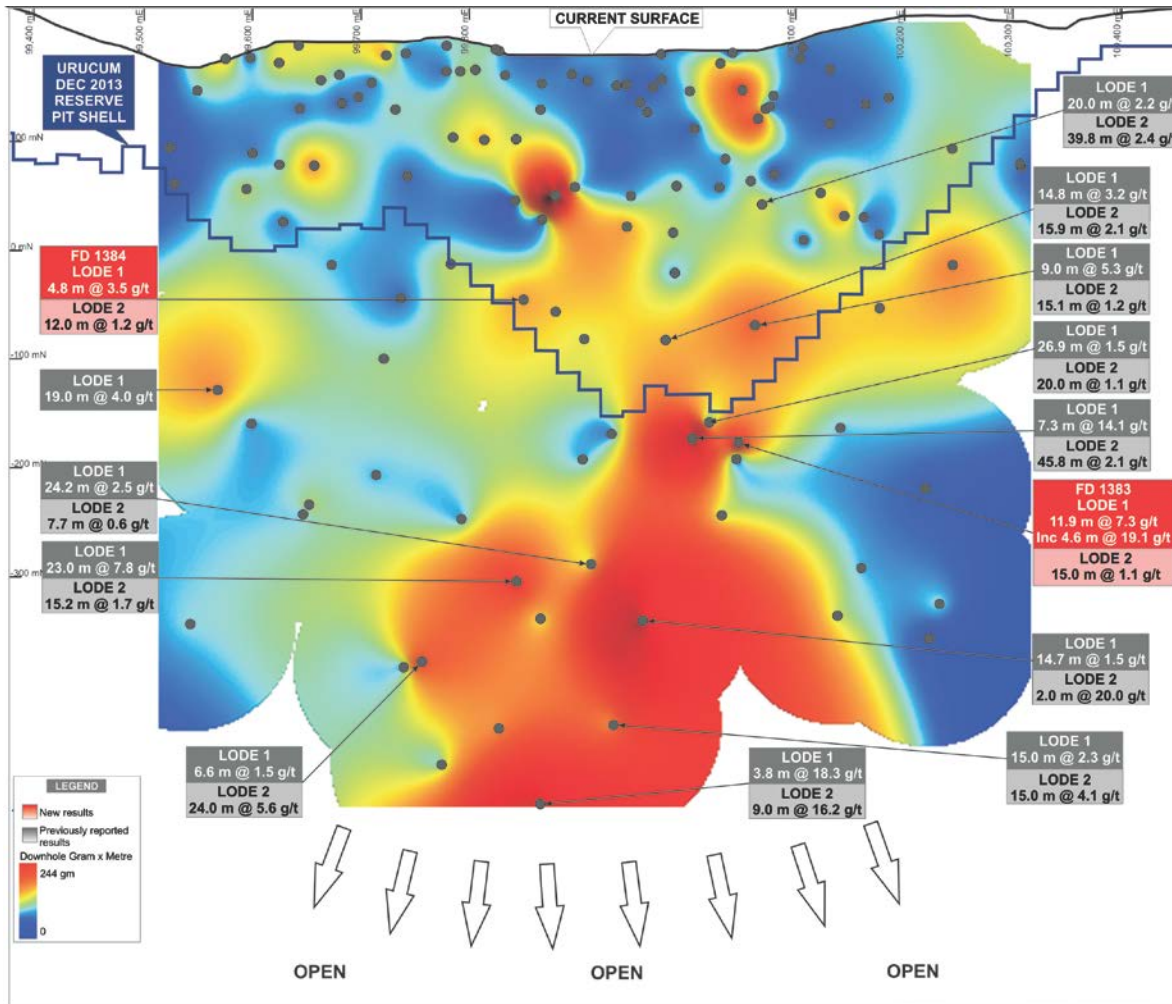 CURRENT SURFACE
99,400 mE
99,500 mE
99,700 mE
99,800 mE
100,200 mE
100,300 mE
100,400 mE
URUCUM
DEC 2013
RESERVE
PIT SHELL
0 mN
-100 mN
-200 mN
LODE 1
20.0 m @ 2.2 g/
LODE 2
39.8 m @ 2.4 g/
LODE 1
14.8 m @ 3.2 g/t
LODE 2
15.9 m @ 2.1 g/t
LODE 1
9.0 m @ 5.3 g/t
LODE 2
15.1 m @ 1.2 g/t
LODE 1
26.9 m @ 1.5 g/t
LODE 2
20.0 m @ 1.1 g/t
LODE 1
7.3 m @ 14.1 g/t
LODE 2
45.8 m @ 2.1 g/t
FD 1383
LODE 1
11.9 m @ 7.3 g/t
Inc 4.6 m @ 19.1 g/t
LODE 2
15.0 m @ 1.1 g/t
LODE 1
14.7 m @ 1.5 g/t
LODE 2
2.0 m @ 20.0 g/t
LODE 1
15.0 m @ 2.3 g/t
LODE 2
15.0 m @ 4.1 g/t
LODE 1
3.8 m @ 18.3 g/t
LODE 2
9.0 m @ 16.2 g/t
FD 1384
LODE 1
4.8 m @ 3.5 g/t
LODE 2
12.0 m @ 1.2 g/t
LODE 1
19.0 m @ 4.0 g/t
LODE 1
24.2 m @ 2.5 g/t
LODE 2
7.7 m @ 0.6 g/t
LODE 1
23.0 m @ 7.8 g/t
LODE 2
15.2 m @ 1.7 g/t
LODE 1
6.6 m @ 1.5 g/t
LODE 2
24.0 m @ 5.6 g/t
LEGEND
New results
Previously reported
results
Downhole Gram x Metre
244 gm
0
OPEN
OPEN
OPEN